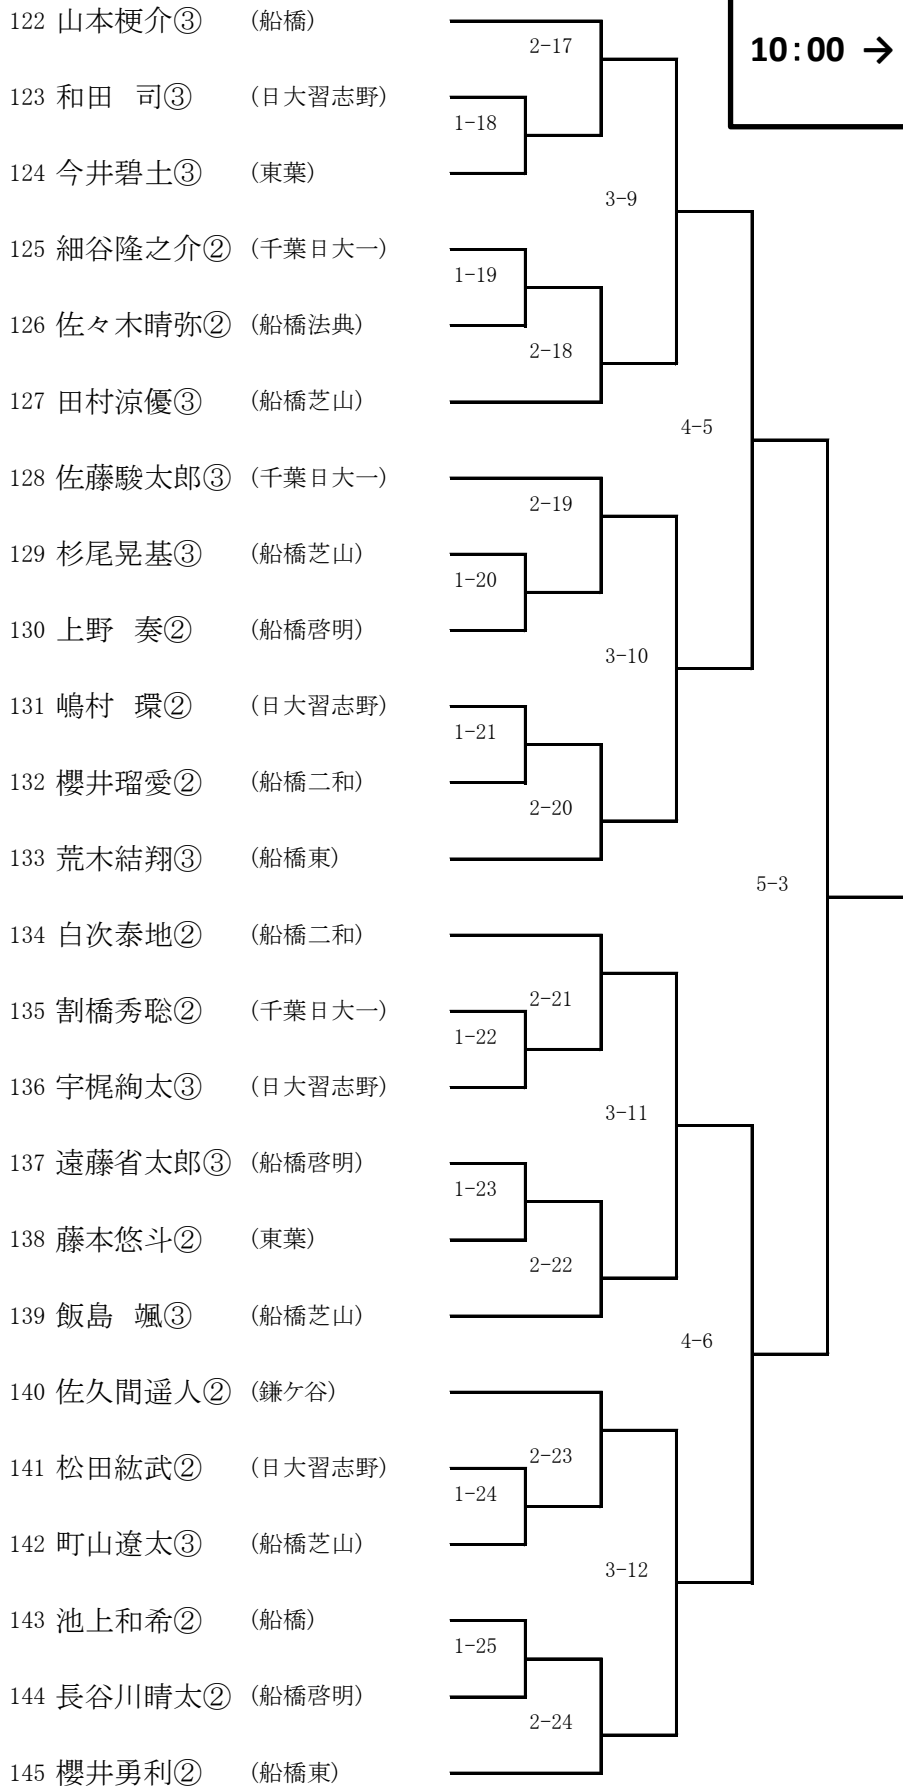 122 山本梗介③ (船橋)
2-17
10:00 →
123 和田 司③ (日大習志野)
1-18
124 今井碧士③ (東葉)
3-9
125 細谷隆之介② (千葉日大一)
1-19
126 佐々木晴弥② (船橋法典)
2-18
127 田村涼優③ (船橋芝山)
4-5
128 佐藤駿太郎③ (千葉日大一)
2-19
129 杉尾晃基③ (船橋芝山)
1-20
130 上野 奏② (船橋啓明)
3-10
131 嶋村 環② (日大習志野)
1-21
132 櫻井瑠愛② (船橋二和)
2-20
133 荒木結翔③ (船橋東)
5-3
134 白次泰地② (船橋二和)
2-21
135 割橋秀聡② (千葉日大一)
1-22
136 宇梶絢太③ (日大習志野)
3-11
137 遠藤省太郎③ (船橋啓明)
1-23
138 藤本悠斗② (東葉)
2-22
139 飯島 颯③ (船橋芝山)
4-6
140 佐久間遥人② (鎌ケ谷)
2-23
141 松田紘武② (日大習志野)
1-24
142 町山遼太③ (船橋芝山)
3-12
143 池上和希② (船橋)
1-25
144 長谷川晴太② (船橋啓明)
2-24
145 櫻井勇利② (船橋東)